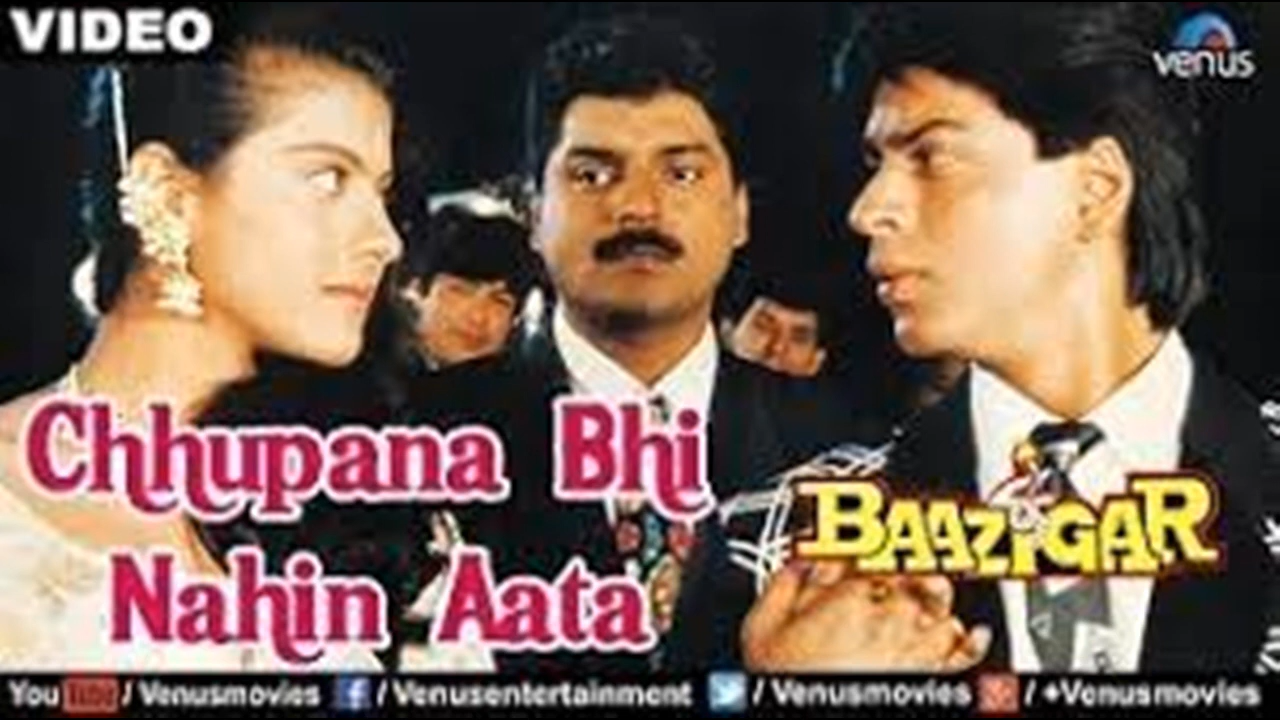 VIDEO
venus
Chhupana Bhi
Nahin Aata
BAAZIGAR
You Tube / Venusmovies f / Venusentertainment / Venusmovies / +Venusmovies